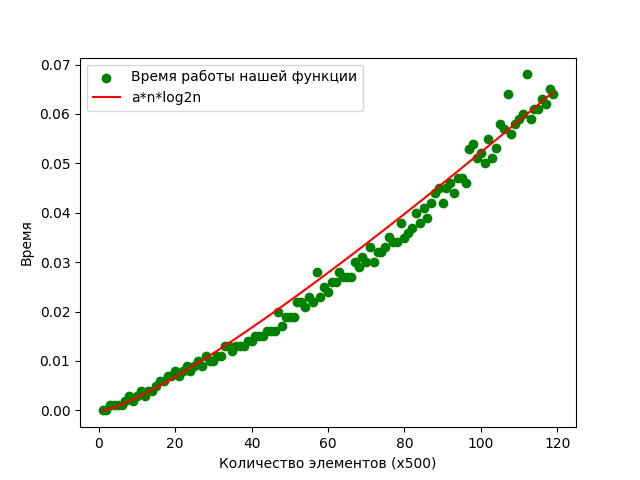 Время работы нашей функции
a*n*log2n
0.07
0.06
0.05
0.04
0.03
0.02
0.01
0.00
Время
0 20 40 60 80 100 120
Количество элементов (x500)